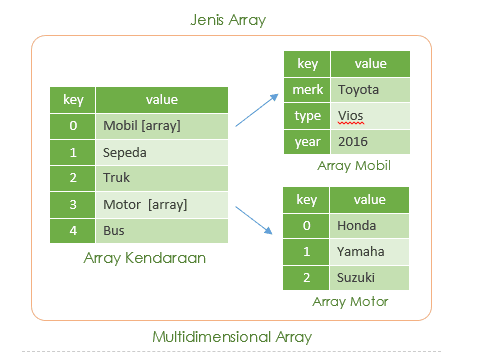 Jenis Array
key value
0 Mobil [array]
1 Sepeda
2 Truk
3 Motor [array]
4 Bus
Array Kendaraan
key value
merk Toyota
type Vios
year 2016
Array Mobil
key value
0 Honda
1 Yamaha
2 Suzuki
Array Motor
Multidimensional Array